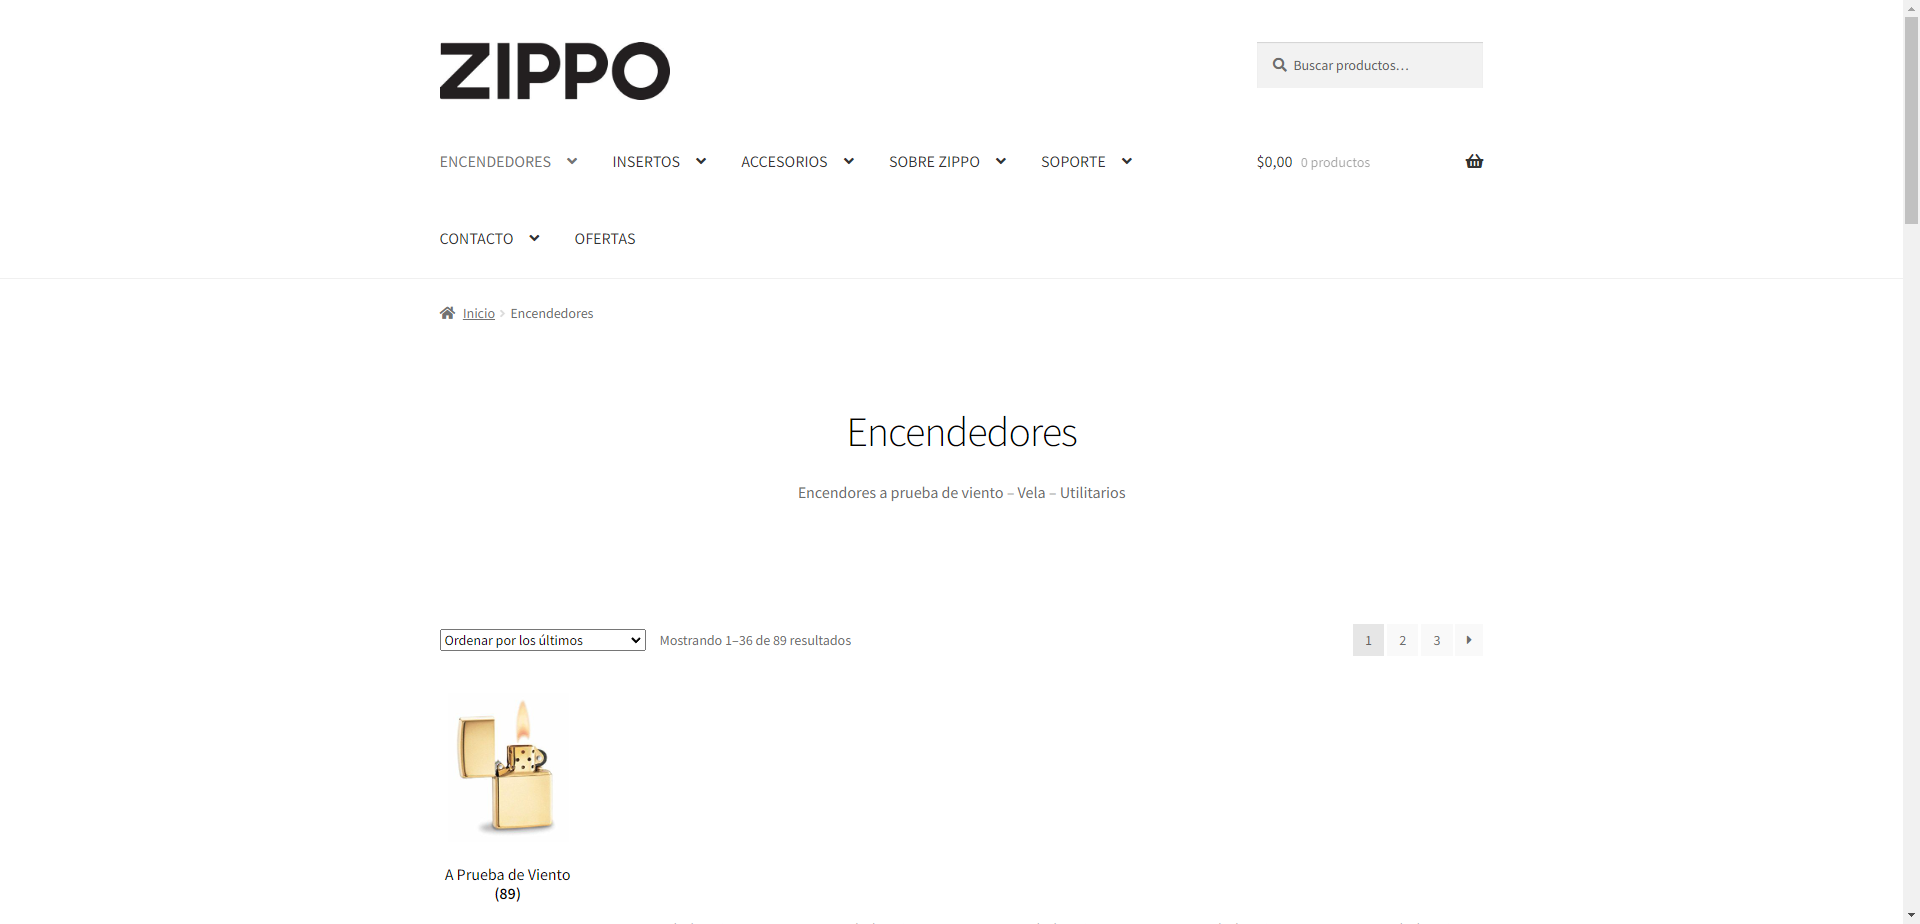 ZIPPO
Buscar productos…
ENCENDEDORES
INSERTOS
ACCESORIOS
SOBRE ZIPPO
SOPORTE
$0,00 0 productos
CONTACTO
OFERTAS
Inicio
Encendedores
Encendedores
Encendores a prueba de viento – Vela – Utilitarios
Ordenar por los últimos
Mostrando 1–36 de 89 resultados
1 2 3
A Prueba de Viento
(89)